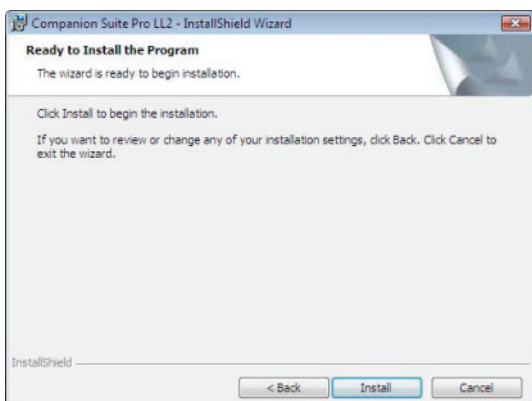 Companion Suite Pro LL2 - InstallShield Wizard
Ready to Install the Program
The wizard is ready to begin installation.
Click Install to begin the installation.
If you want to review or change any of your installation settings, click Back. Click Cancel to
exit the wizard.
InstallShield
< Back Install Cancel